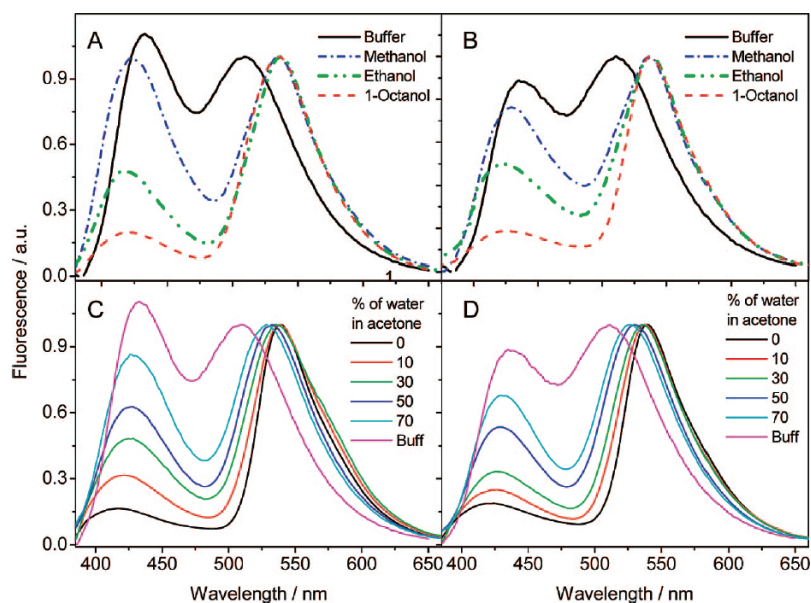 A
Buffer
Methanol
Ethanol
1-Octanol
B
Buffer
Methanol
Ethanol
1-Octanol
0.9
0.6
0.3
0.0
1
C
% of water
in acetone
0
10
30
50
70
Buff
D
% of water
in acetone
0
10
30
50
70
Buff
0.9
0.6
0.3
0.0
Fluorescence / a.u.
400 450 500 550 600 650
400 450 500 550 600 650
Wavelength / nm
Wavelength / nm